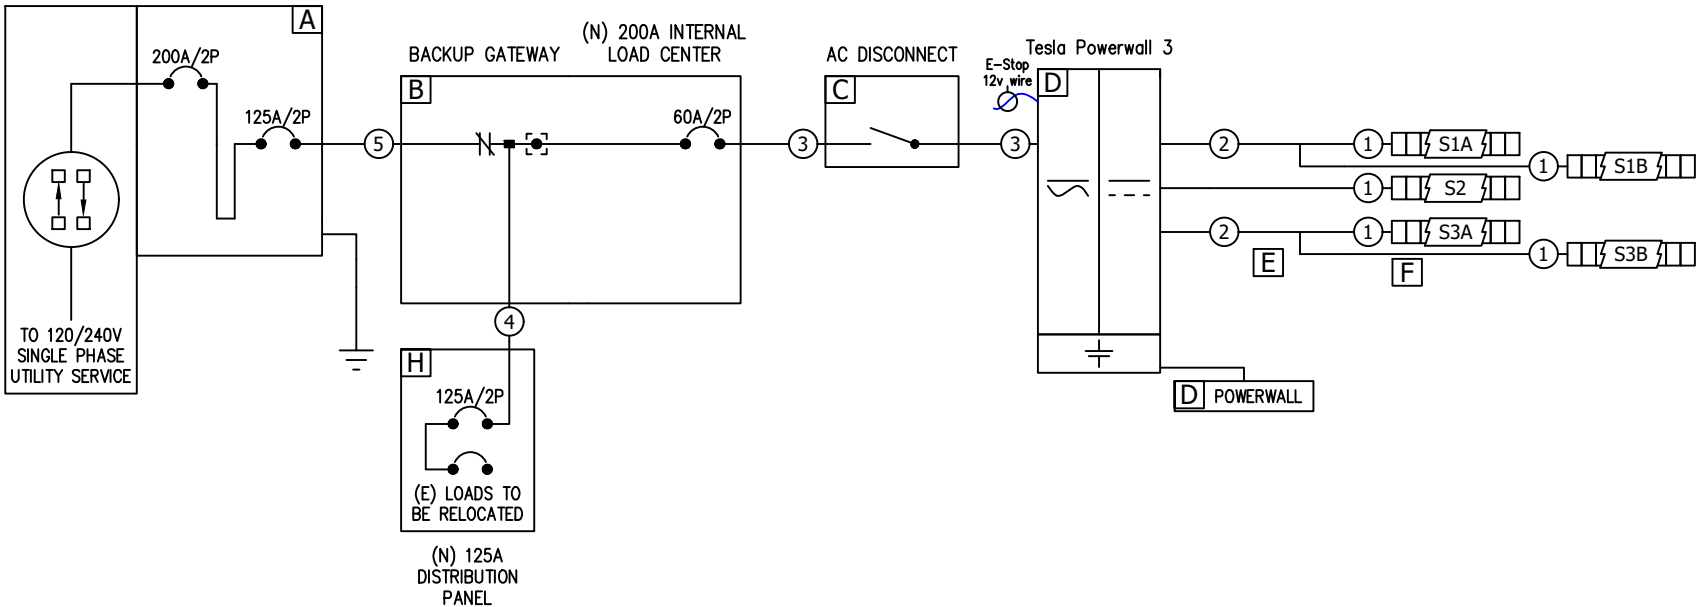 A
200A/2P
125A/2P
TO 120/240V
SINGLE PHASE
UTILITY SERVICE
5
BACKUP GATEWAY
(N) 200A INTERNAL
LOAD CENTER
B
60A/2P
4
H
125A/2P
(E) LOADS TO
BE RELOCATED
(N) 125A
DISTRIBUTION
PANEL
3
AC DISCONNECT
C
3
E-Stop
12v wire
Tesla Powerwall 3
D
D POWERWALL
2
1
S1A
1
S1B
1
S2
2
1
S3A
1
S3B
E
F